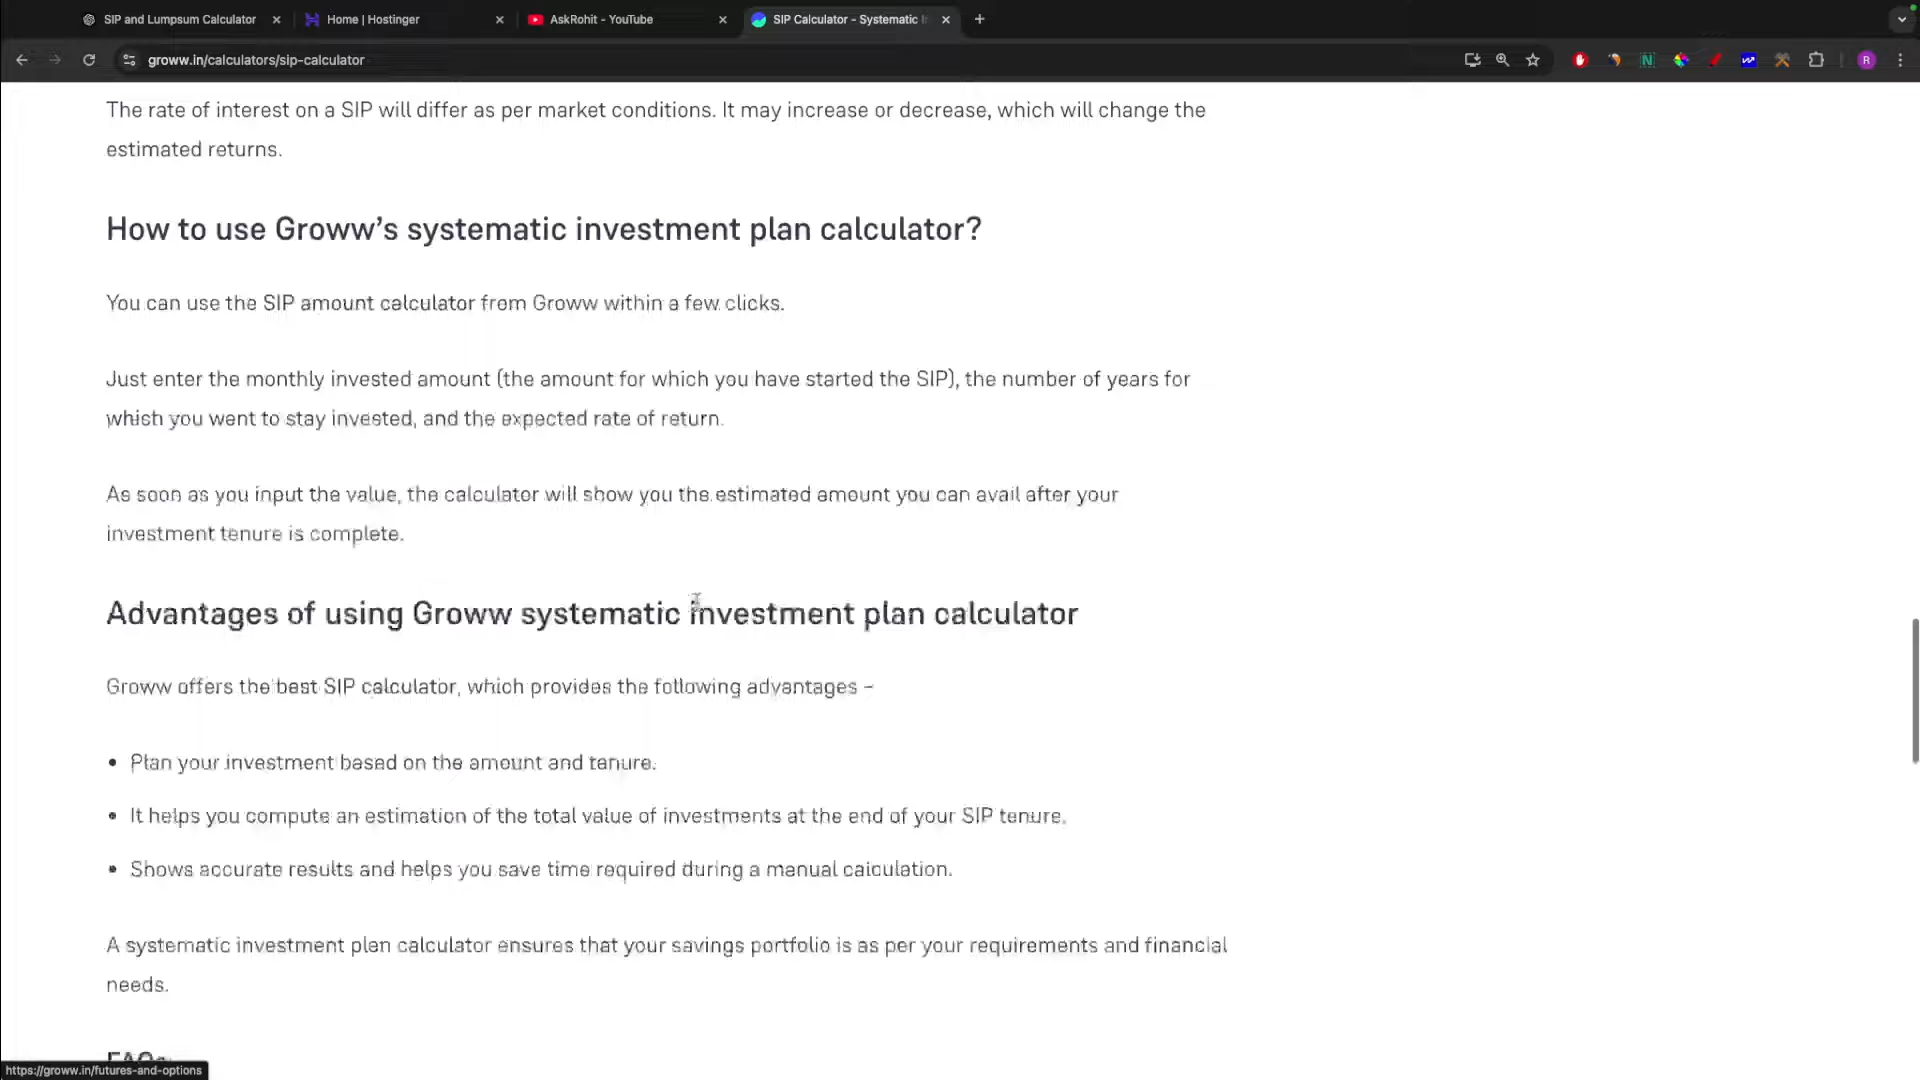 SIP and Lumpsum Calculator
Home | Hostinger
AskRohit - YouTube
SIP Calculator - Systematic I
groww.in/calculators/sip-calculator
R
The rate of interest on a SIP will differ as per market conditions. It may increase or decrease, which will change the
estimated returns.
How to use Groww's systematic investment plan calculator?
You can use the SIP amount calculator from Groww within a few clicks.
Just enter the monthly invested amount (the amount for which you have started the SIP), the number of years for
which you want to stay invested, and the expected rate of return.
As soon as you input the value, the calculator will show you the estimated amount you can avail after your
investment tenure is complete.
Advantages of using Groww systematic investment plan calculator
Groww offers the best SIP calculator, which provides the following advantages –
• Plan your investment based on the amount and tenure.
• It helps you compute an estimation of the total value of investments at the end of your SIP tenure.
• Shows accurate results and helps you save time required during a manual calculation.
A systematic investment plan calculator ensures that your savings portfolio is as per your requirements and financial
needs.
FAQs
https://groww.in/futures-and-options